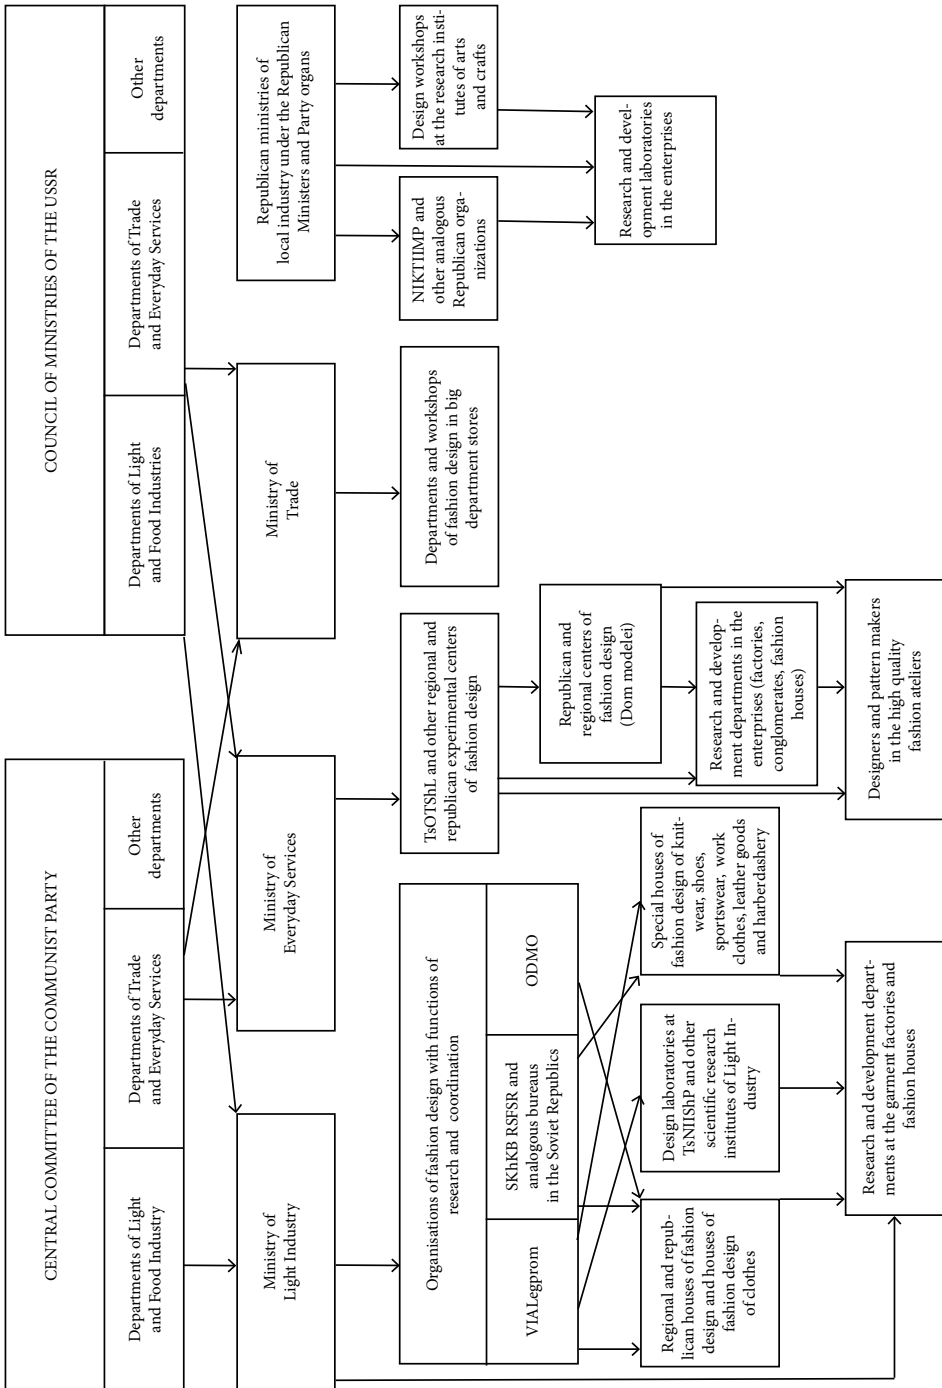 CENTRAL COMMITTEE OF THE COMMUNIST PARTY
Departments of Light
and Food Industry
Departments of Trade
and Everyday Services
Other
departments
COUNCIL OF MINISTRIES OF THE USSR
Departments of Light
and Food Industries
Departments of Trade
and Everyday Services
Other
departments
Ministry of
Light Industry
Ministry of
Everyday Services
Ministry of
Trade
Republican ministries of
local industry under the Republican
Ministers and Party organs
Organisations of fashion design with functions of
research and coordination
VIALegprom
SKhKB RSFSR and
analogous bureaus
in the Soviet Republics
ODMO
TsOTShL and other regional and
republican experimental centers
of fashion design
Departments and workshops
of fashion design in big
department stores
NIKTIIMP and
other analogous
Republican orga-
nizations
Design workshops
at the research insti-
tutes of arts
and crafts
Republican and
regional centers of
fashion design
(Dom modelei)
Research and devel-
opment laboratories
in the enterprises
Regional and repub-
lican houses of fashion
design and houses of
fashion design
of clothes
Design laboratories at
TsNIIShP and other
scientific research
institutes of Light In-
dustry
Special houses of
fashion design of knit-
wear, shoes,
sportswear, work
clothes, leather goods
and harberdashery
Research and develop-
ment departments in the
enterprises (factories,
conglomerates, fashion
houses)
Research and development depart-
ments at the garment factories and
fashion houses
Designers and pattern makers
in the high quality
fashion ateliers